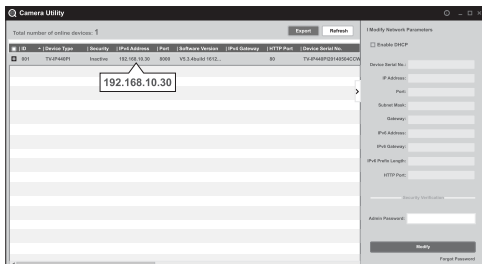 Camera Utility
Total number of online devices: 1
Export
Refresh
ID | Device Type | Security | IPv4 Address | Port | Software Version | IPv4 Gateway | HTTP Port | Device Serial No.
001 TV-IP440PI Inactive 192.168.10.30 8000 V5.3.4build 1612... 80 TV-IP440PI20140504CCW
192.168.10.30
Modify Network Parameters
Enable DHCP
Device Serial No.:
IP Address:
Port:
Subnet Mask:
Gateway:
IPv6 Address:
IPv6 Gateway:
IPv6 Prefix Length:
HTTP Port:
Security Verification
Admin Password:
Modify
Forgot Password